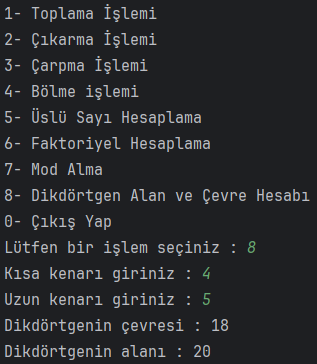 1- Toplama İşlemi
2- Çıkarma İşlemi
3- Çarpma İşlemi
4- Bölme işlemi
5- Üslü Sayı Hesaplama
6- Faktoriyel Hesaplama
7- Mod Alma
8- Dikdörtgen Alan ve Çevre Hesabı
0- Çıkış Yap
Lütfen bir işlem seçiniz : 8
Kısa kenarı giriniz : 4
Uzun kenarı giriniz : 5
Dikdörtgenin çevresi : 18
Dikdörtgenin alanı : 20